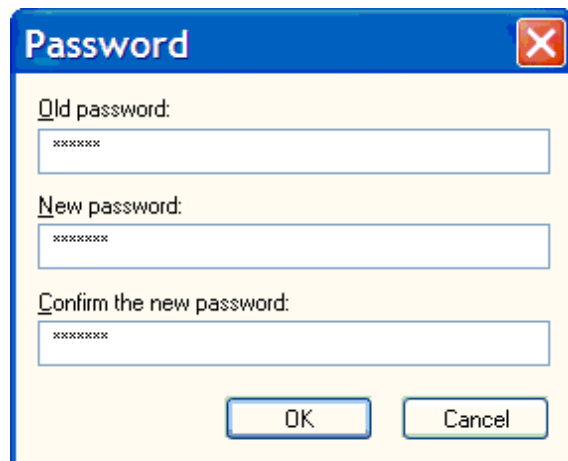 Password
Old password:
******
New password:
*******
Confirm the new password:
*******
OK Cancel